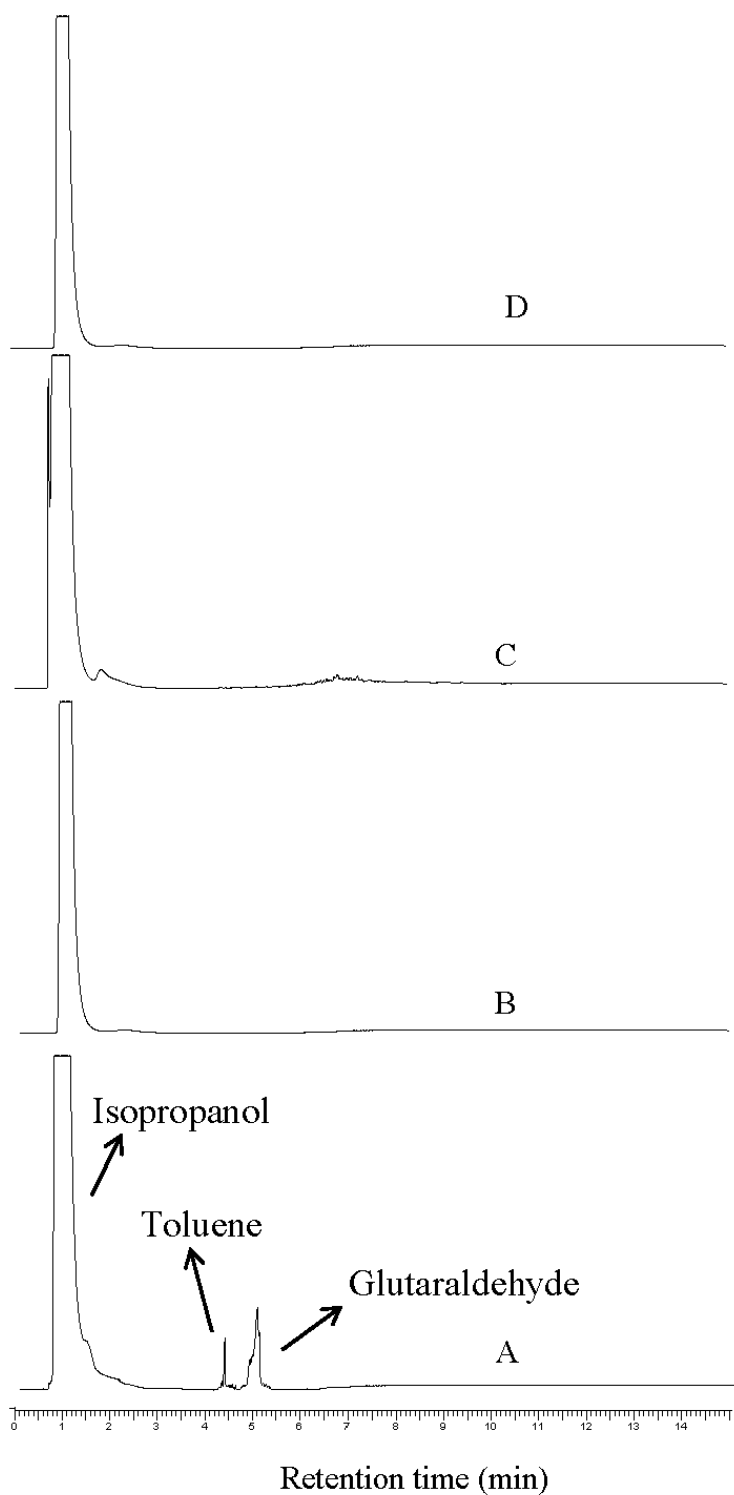 D
C
B
Isopropanol
Toluene
Glutaraldehyde
A
0 1 2 3 4 5 6 7 8 9 10 11 12 13 14
Retention time (min)